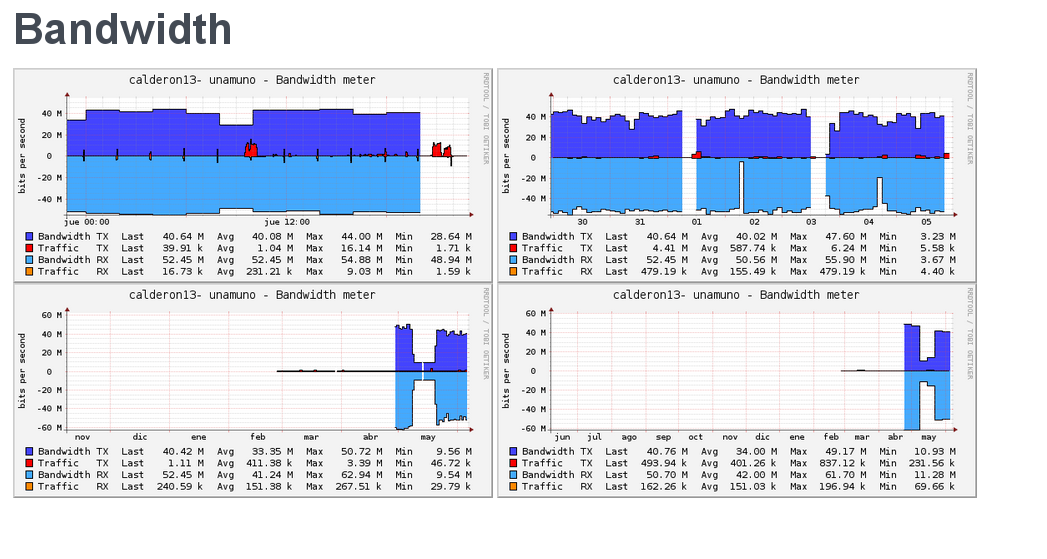 Bandwidth
calderon13- unamuno - Bandwidth meter
RRDTOOL / TOBI OETIKER
bits per second
40 M
20 M
0
-20 M
-40 M
jue 00:00 jue 12:00
Bandwidth TX Last 40.64 M Avg 40.08 M Max 44.00 M Min 28.64 M
Traffic TX Last 39.91 k Avg 1.04 M Max 16.14 M Min 1.71 k
Bandwidth RX Last 52.45 M Avg 52.45 M Max 54.88 M Min 48.94 M
Traffic RX Last 16.73 k Avg 231.21 k Max 9.03 M Min 1.59 k
calderon13- unamuno - Bandwidth meter
RRDTOOL / TOBI OETIKER
bits per second
40 M
20 M
0
-20 M
-40 M
30 31 01 02 03 04 05
Bandwidth TX Last 40.64 M Avg 40.02 M Max 47.60 M Min 3.23 M
Traffic TX Last 4.41 M Avg 587.74 k Max 6.24 M Min 5.58 k
Bandwidth RX Last 52.45 M Avg 50.56 M Max 55.90 M Min 3.67 M
Traffic RX Last 479.19 k Avg 155.49 k Max 479.19 k Min 4.40 k
calderon13- unamuno - Bandwidth meter
RRDTOOL / TOBI OETIKER
bits per second
60 M
40 M
20 M
0
-20 M
-40 M
-60 M
nov dic ene feb mar abr may
Bandwidth TX Last 40.42 M Avg 33.35 M Max 50.72 M Min 9.56 M
Traffic TX Last 1.11 M Avg 411.38 k Max 3.39 M Min 46.72 k
Bandwidth RX Last 52.45 M Avg 41.24 M Max 62.94 M Min 9.54 M
Traffic RX Last 240.59 k Avg 151.38 k Max 267.51 k Min 29.79 k
calderon13- unamuno - Bandwidth meter
RRDTOOL / TOBI OETIKER
bits per second
60 M
40 M
20 M
0
-20 M
-40 M
-60 M
jun jul ago sep oct nov dic ene feb mar abr may
Bandwidth TX Last 40.76 M Avg 34.00 M Max 49.17 M Min 10.93 M
Traffic TX Last 493.94 k Avg 401.26 k Max 837.12 k Min 231.56 k
Bandwidth RX Last 50.70 M Avg 42.00 M Max 61.70 M Min 11.28 M
Traffic RX Last 162.26 k Avg 151.03 k Max 196.94 k Min 69.66 k